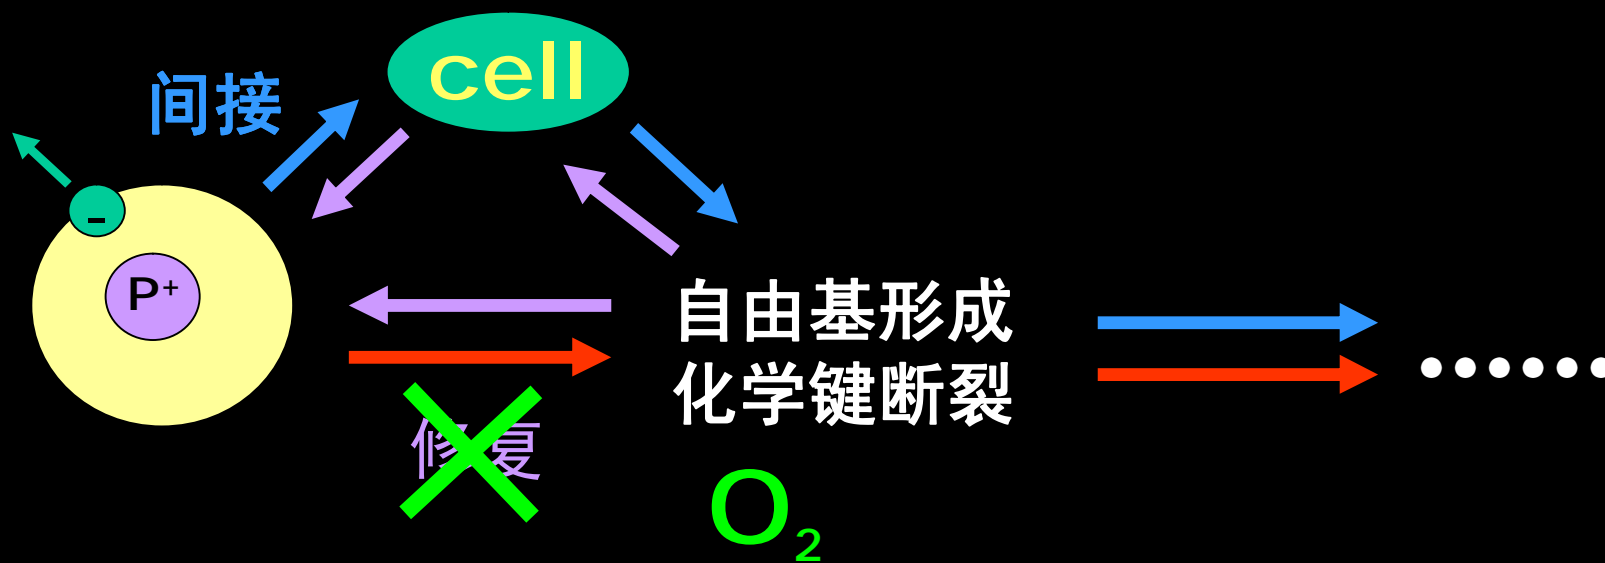 cell
间接
-
P⁺
自由基形成
化学键断裂
修复
O₂
……